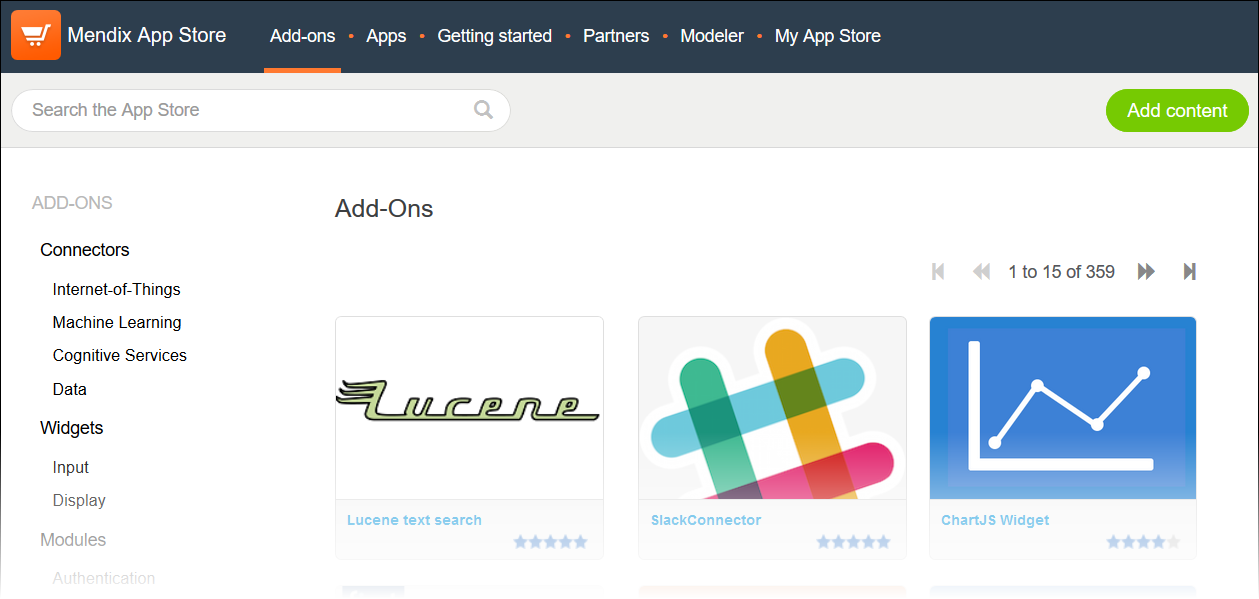 Mendix App Store
Add-ons • Apps • Getting started • Partners • Modeler • My App Store
Search the App Store
Add content
ADD-ONS
Connectors
Internet-of-Things
Machine Learning
Cognitive Services
Data
Widgets
Input
Display
Modules
Authentication
Add-Ons
1 to 15 of 359
Lucene
Lucene text search
SlackConnector
ChartJS Widget